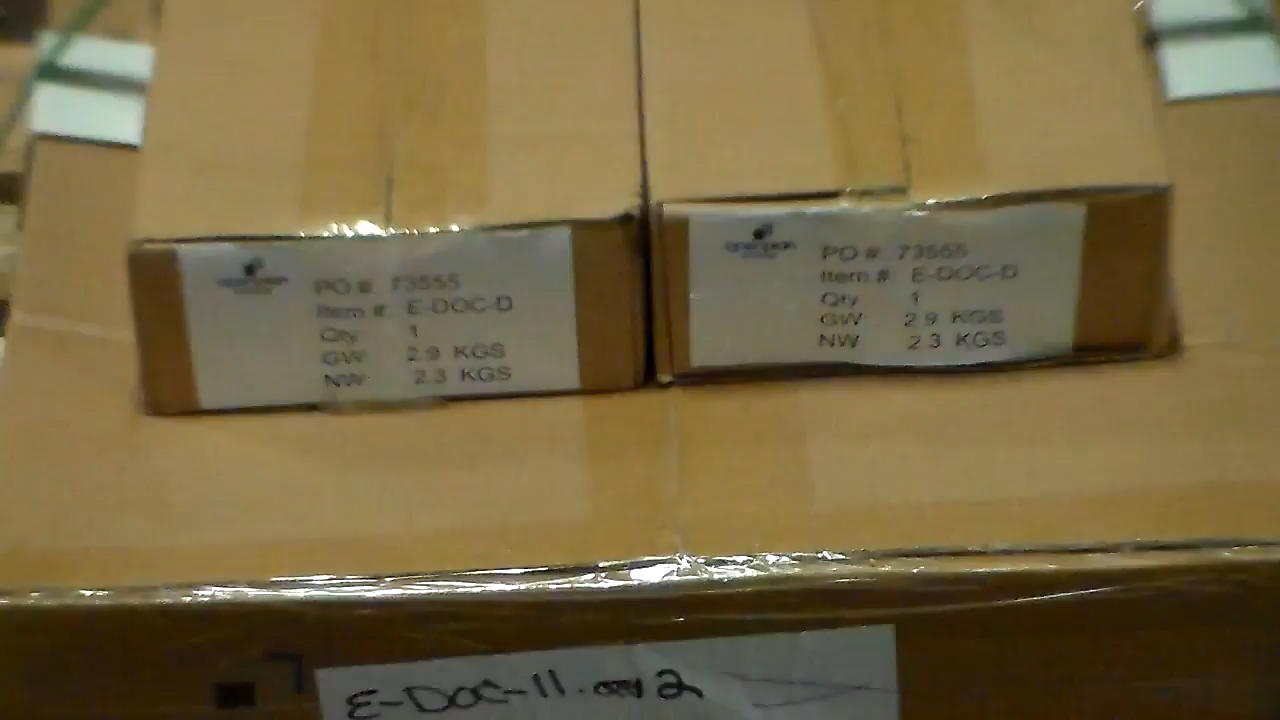 PO #: 73555
Item #: E-DOC-D
Qty: 1
GW: 2.9 KGS
NW: 2.3 KGS
PO #: 73555
Item #: E-DOC-D
Qty 1
GW 2.9 KGS
NW 2.3 KGS
E-DOC-11. 2